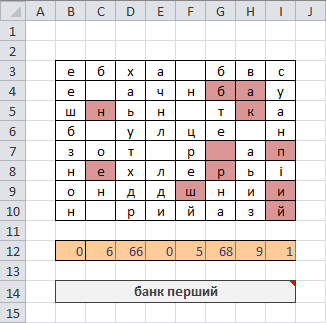 A B C D E F G H I J
1
2
3 е б х а б в с
4 е а ч н б а у
5 ш н ь н т к а
6 б у л ц е н
7 з о т р а п
8 н е х л е р ь і
9 о н д д ш н и и
10 н р и й а з й
11
12 0 6 66 0 5 68 9 1
13
14 банк перший
15